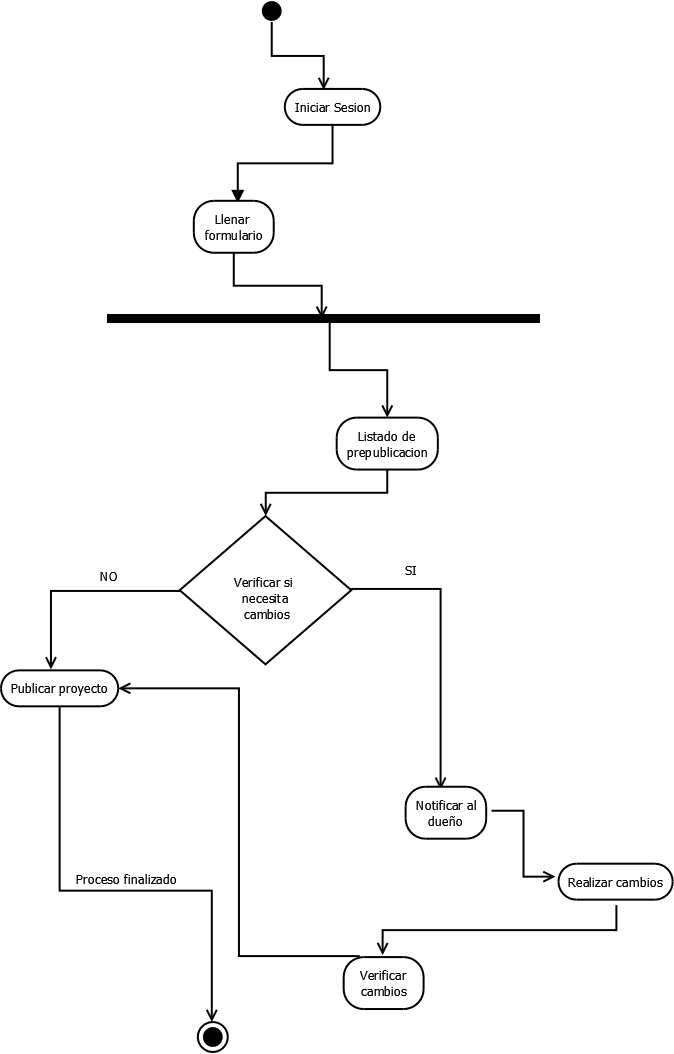 Iniciar Sesion
Llenar
formulario
Listado de
prepublicacion
Verificar si
necesita
cambios
NO
SI
Publicar proyecto
Notificar al
dueño
Realizar cambios
Proceso finalizado
Verificar
cambios